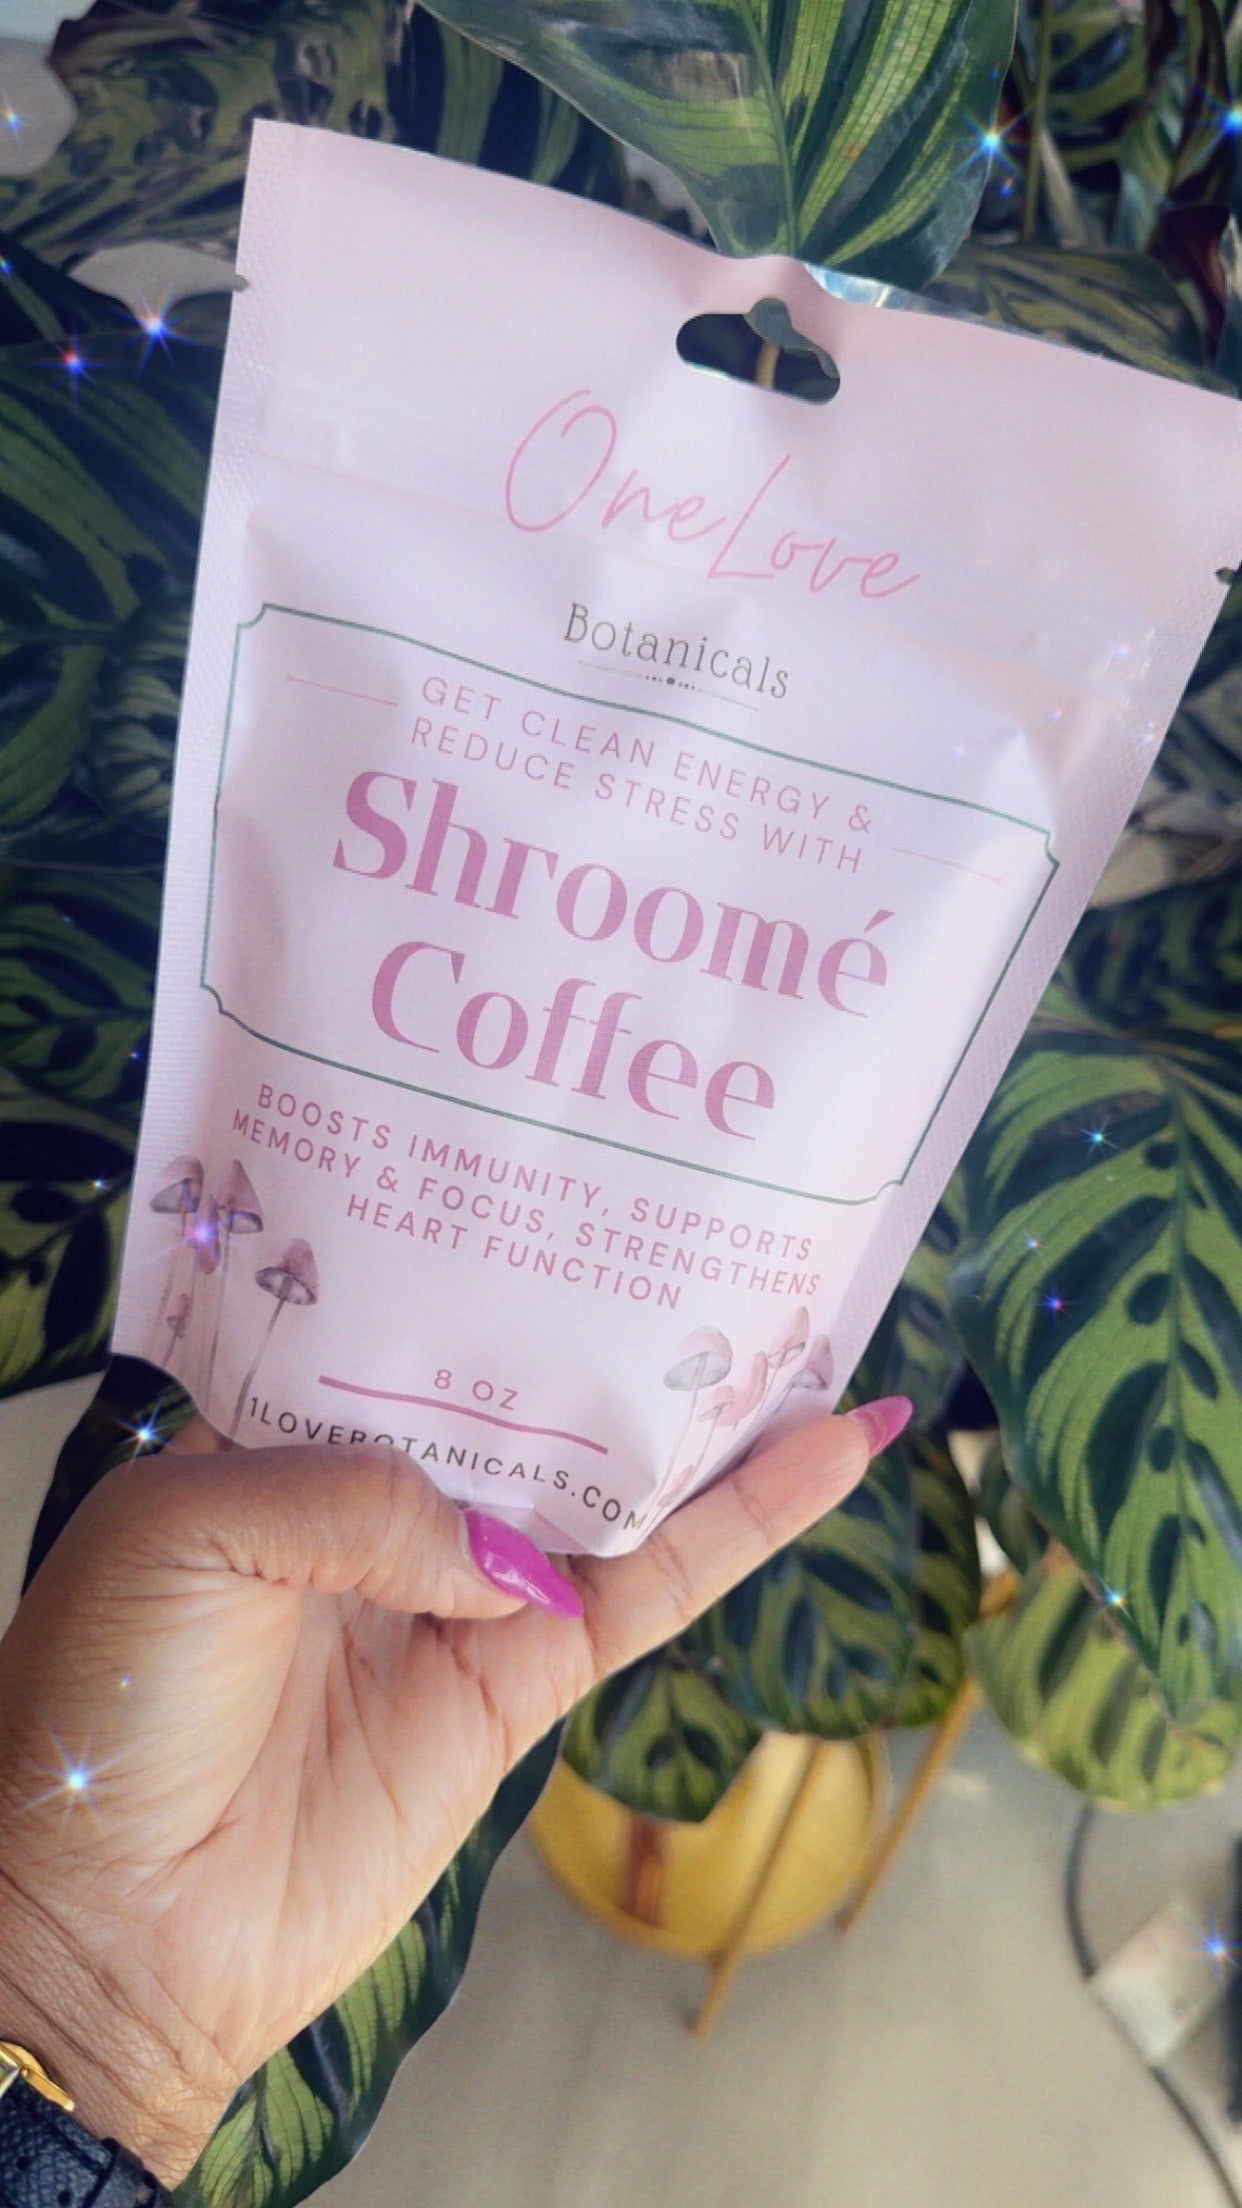 OneLove
Botanicals
GET CLEAN ENERGY &
REDUCE STRESS WITH
Shroomé
Coffee
BOOSTS IMMUNITY, SUPPORTS
MEMORY & FOCUS, STRENGTHENS
HEART FUNCTION
8 OZ
1LOVEBOTANICALS.COM